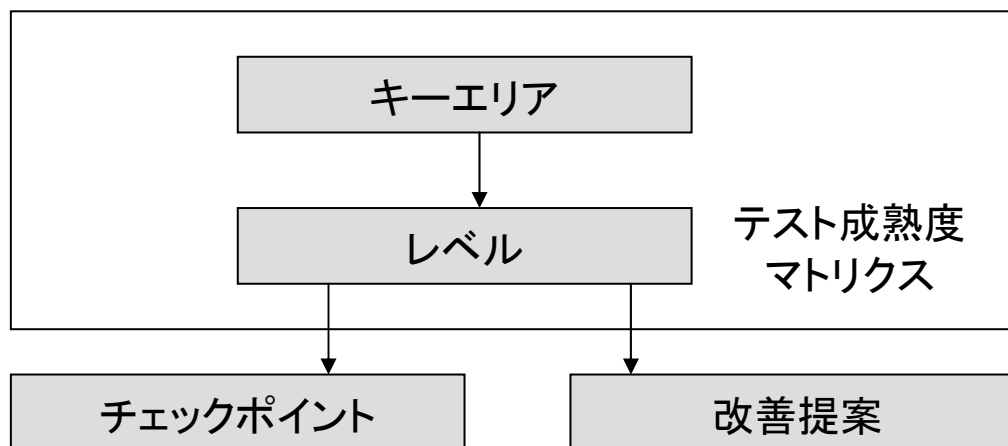 キーエリア
レベル
テスト成熟度
マトリクス
チェックポイント
改善提案